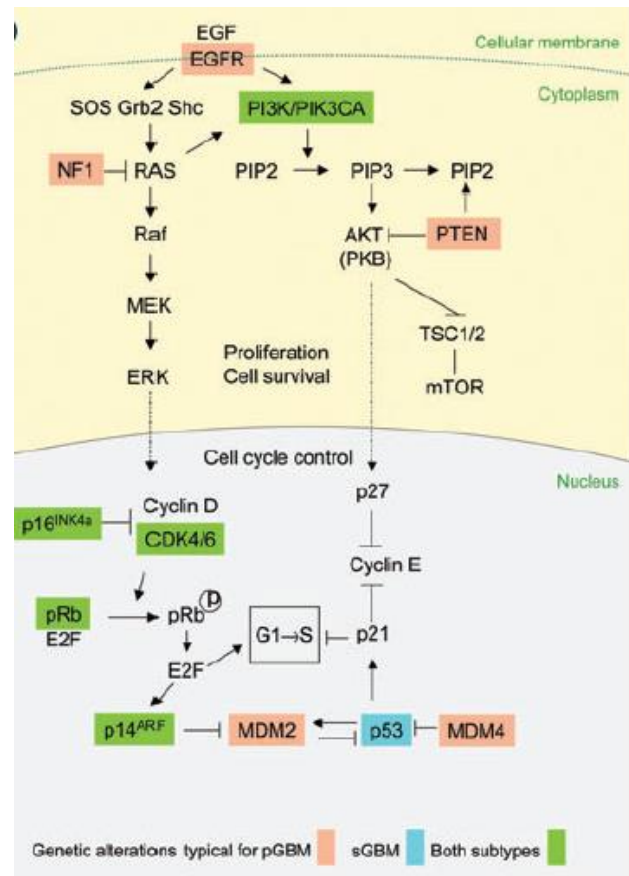 EGF
Cellular membrane
EGFR
Cytoplasm
SOS Grb2 Shc
PI3K/PIK3CA
NF1
RAS
PIP2
PIP3
PIP2
Raf
AKT
PTEN
(PKB)
MEK
TSC1/2
Proliferation
Cell survival
ERK
mTOR
Cell cycle control
Nucleus
p27
Cyclin D
p16INK4a
CDK4/6
Cyclin E
pRb
pRb
p
E2F
G1→S
p21
E2F
p14ARF
MDM2
p53
MDM4
Genetic alterations typical for pGBM
sGBM
Both subtypes